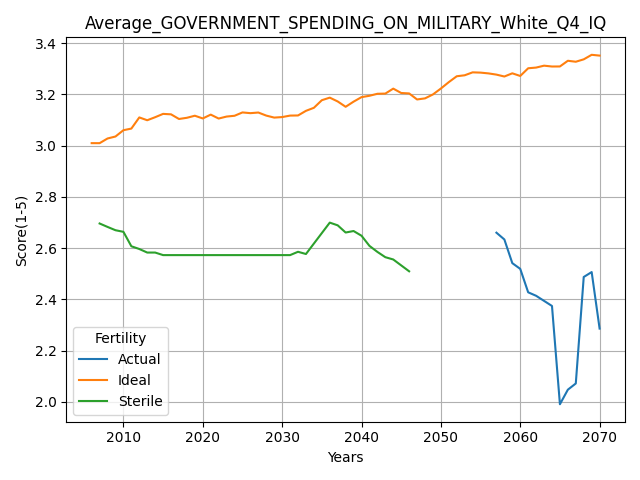 Average_GOVERNMENT_SPENDING_ON_MILITARY_White_Q4_IQ
3.4
3.2
3.0
2.8
2.6
2.4
2.2
2.0
Score(1-5)
Fertility
Actual
Ideal
Sterile
2010 2020 2030 2040 2050 2060 2070
Years